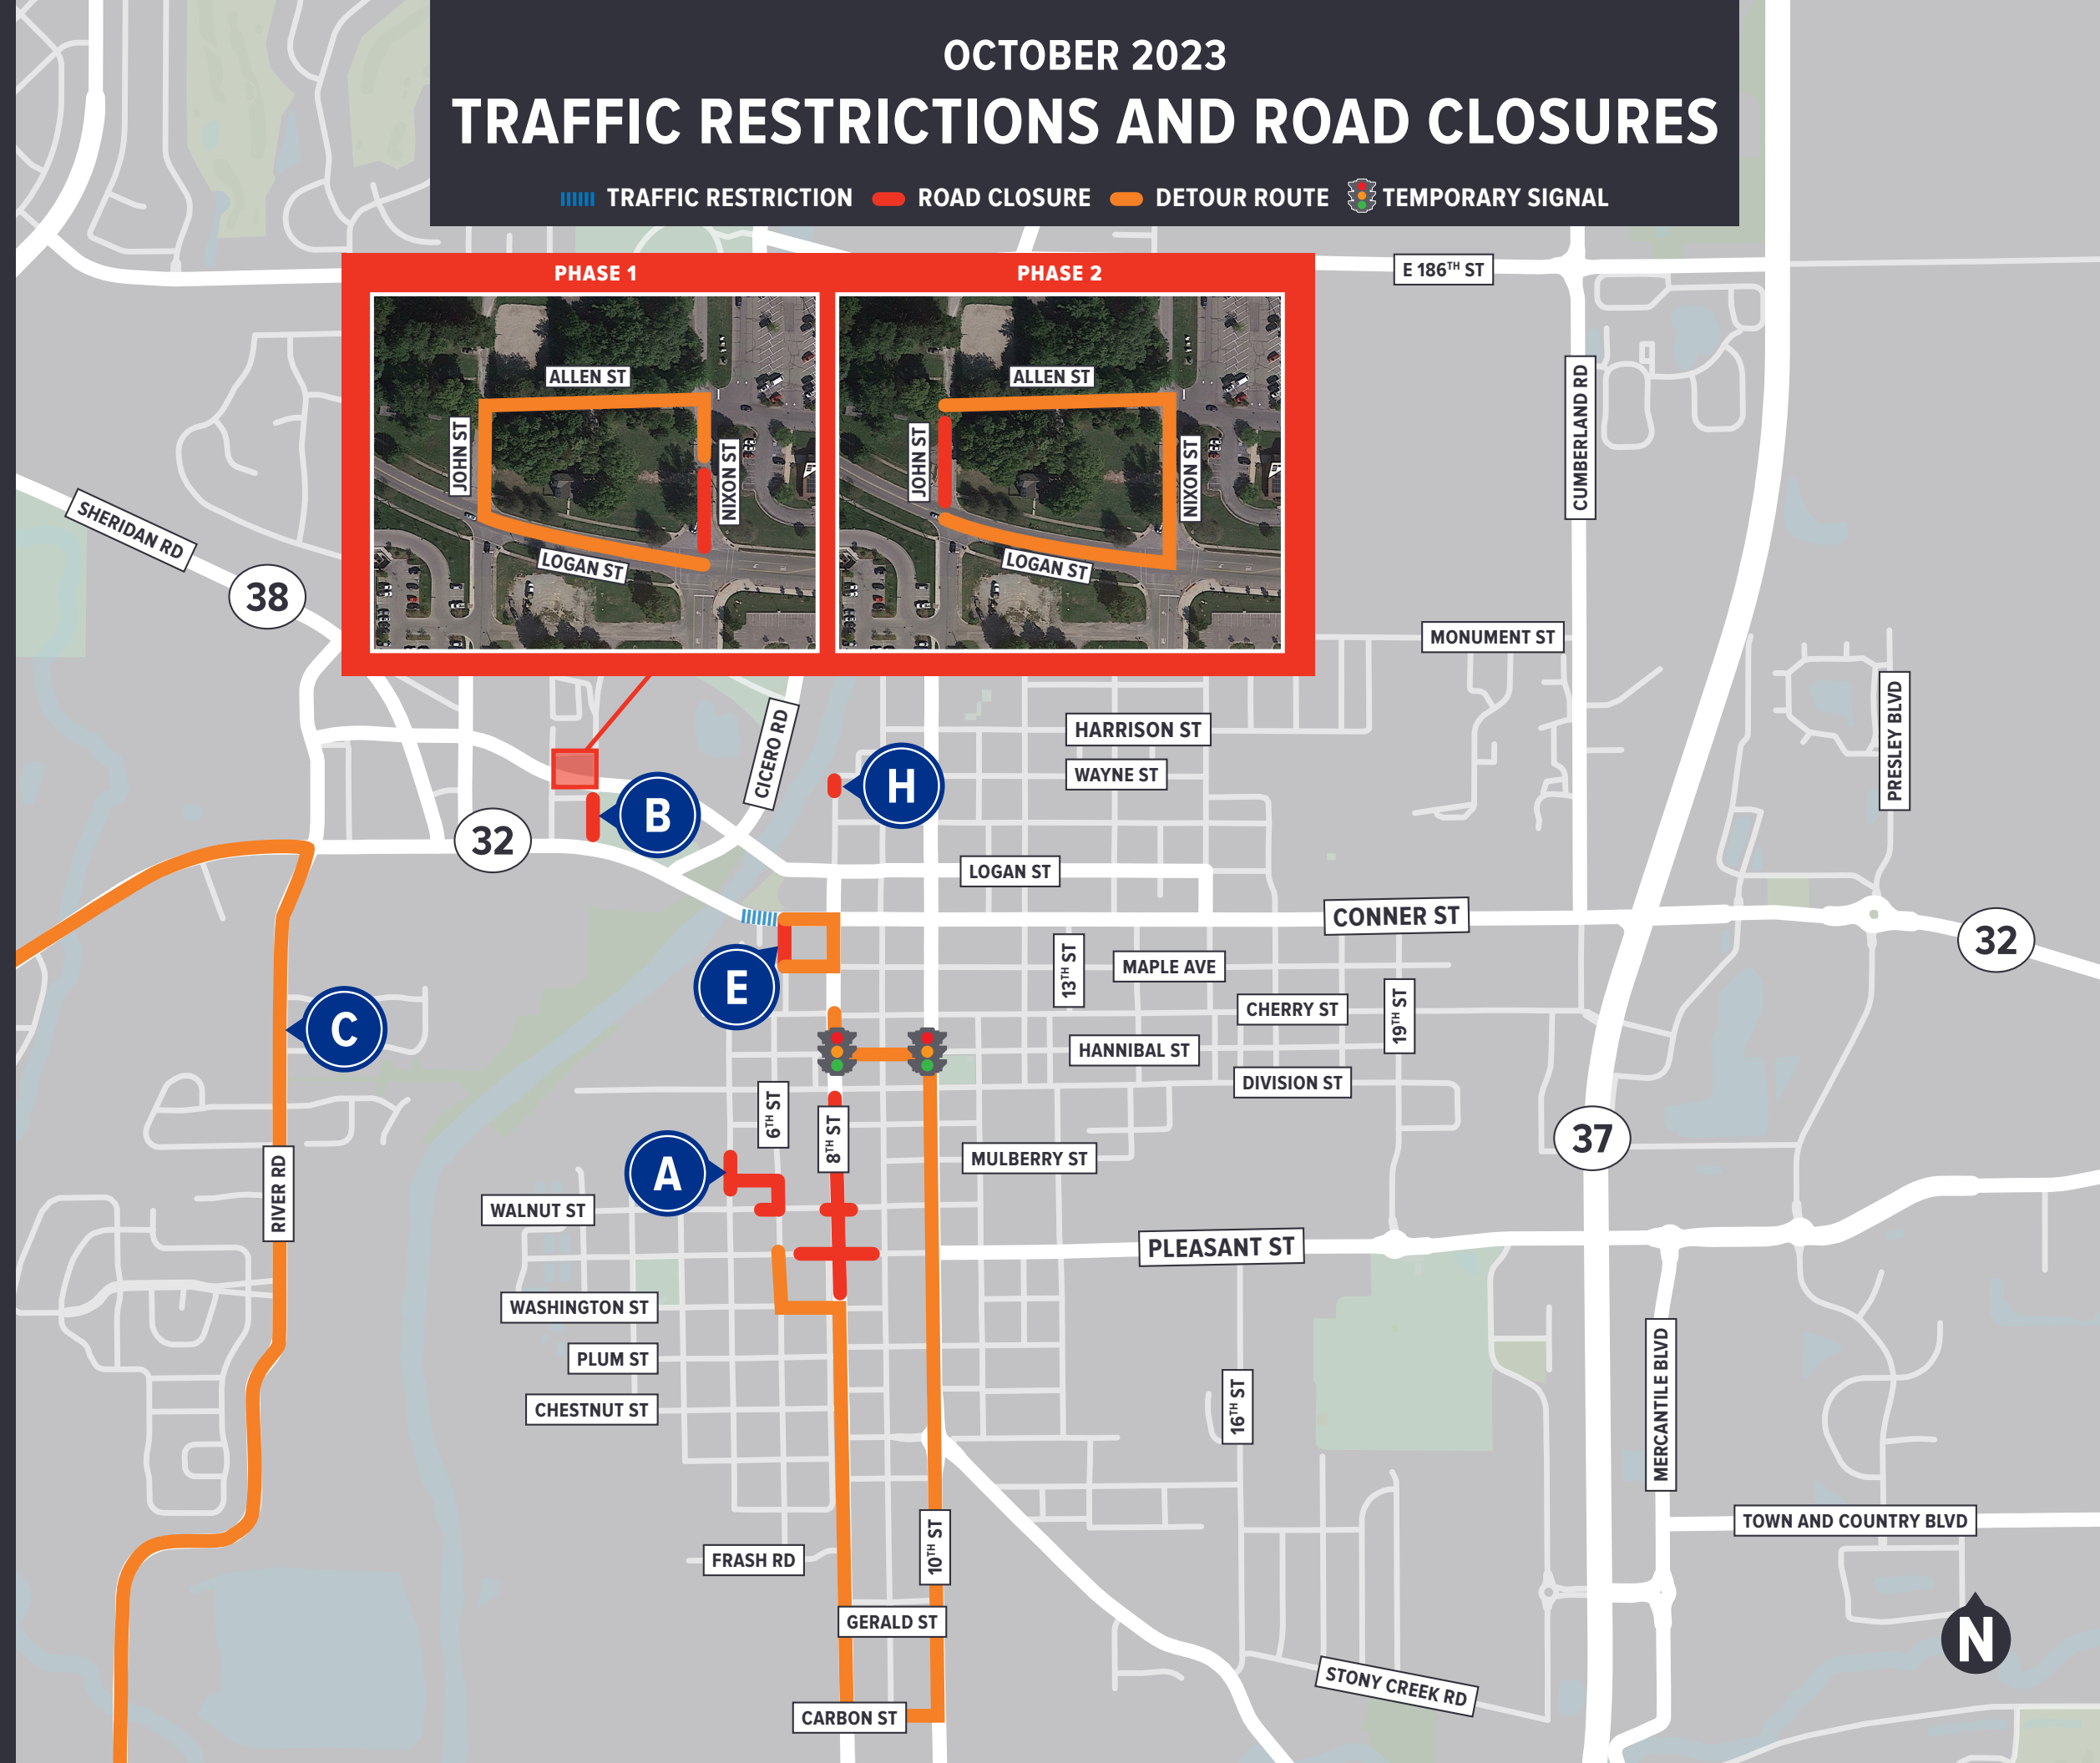 OCTOBER 2023
TRAFFIC RESTRICTIONS AND ROAD CLOSURES
TRAFFIC RESTRICTION ROAD CLOSURE DETOUR ROUTE TEMPORARY SIGNAL
E 186TH ST
PHASE 1
PHASE 2
ALLEN ST
JOHN ST
NIXON ST
LOGAN ST
ALLEN ST
JOHN ST
NIXON ST
LOGAN ST
CUMBERLAND RD
SHERIDAN RD
38
MONUMENT ST
PRESLEY BLVD
HARRISON ST
CICERO RD
WAYNE ST
H
B
32
LOGAN ST
CONNER ST
32
13TH ST
MAPLE AVE
E
CHERRY ST
19TH ST
C
HANNIBAL ST
DIVISION ST
6TH ST
8TH ST
37
MULBERRY ST
A
RIVER RD
WALNUT ST
PLEASANT ST
WASHINGTON ST
PLUM ST
MERCANTILE BLVD
CHESTNUT ST
16TH ST
TOWN AND COUNTRY BLVD
10TH ST
FRASH RD
GERALD ST
N
STONY CREEK RD
CARBON ST